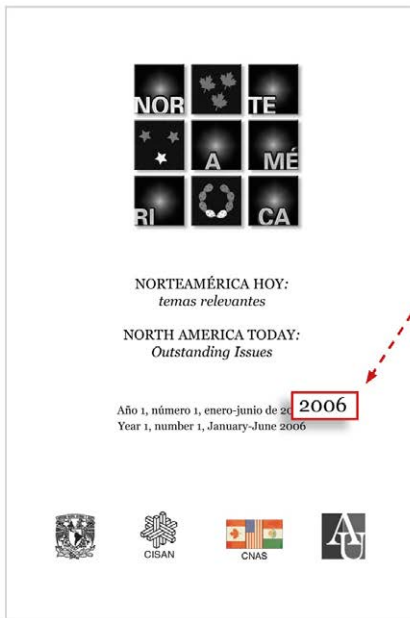 NOR TE
A MÉ
RI CA
NORTEAMÉRICA HOY:
temas relevantes
NORTH AMERICA TODAY:
Outstanding Issues
Año 1, número 1, enero-junio de 2006
Year 1, number 1, January-June 2006
CISAN CNAS AU